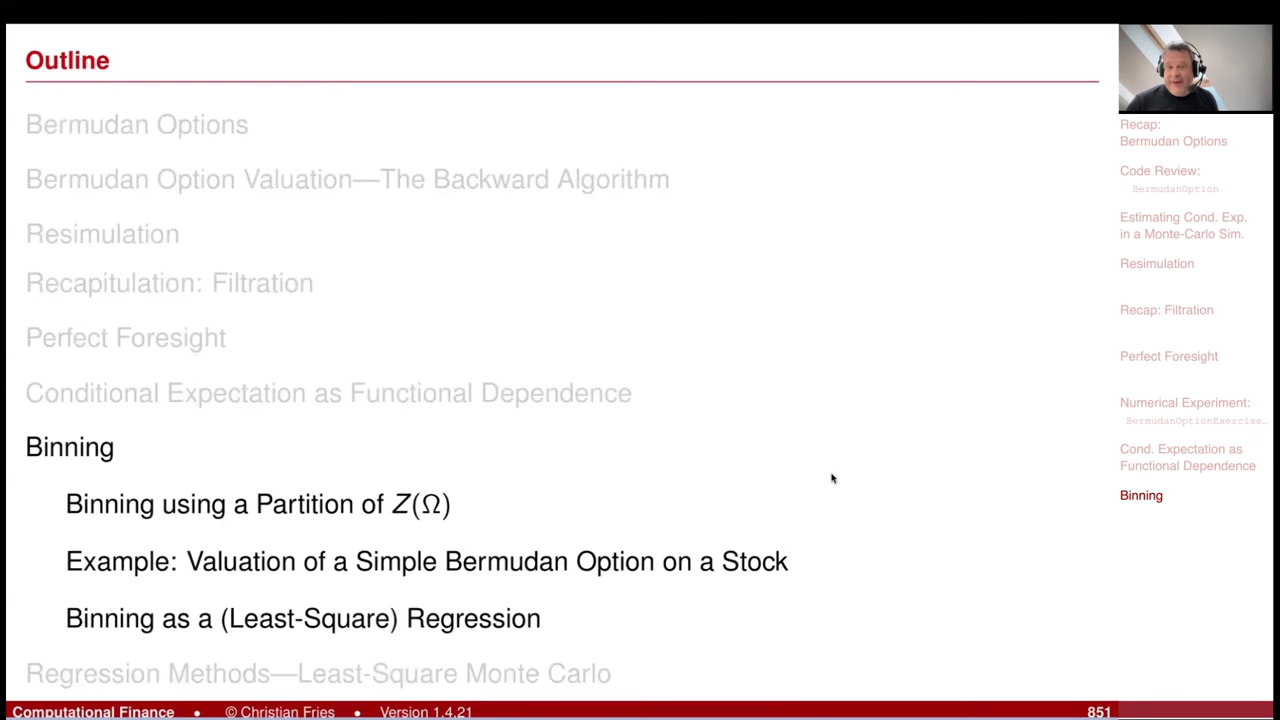 Outline
Bermudan Options
Bermudan Option Valuation—The Backward Algorithm
Resimulation
Recapitulation: Filtration
Perfect Foresight
Conditional Expectation as Functional Dependence
Binning
Binning using a Partition of Z(Ω)
Example: Valuation of a Simple Bermudan Option on a Stock
Binning as a (Least-Square) Regression
Regression Methods—Least-Square Monte Carlo
Recap:
Bermudan Options
Code Review:
BermudanOption
Estimating Cond. Exp.
in a Monte-Carlo Sim.
Resimulation
Recap: Filtration
Perfect Foresight
Numerical Experiment:
BermudanOptionExercise…
Cond. Expectation as
Functional Dependence
Binning
Computational Finance • © Christian Fries • Version 1.4.21 851